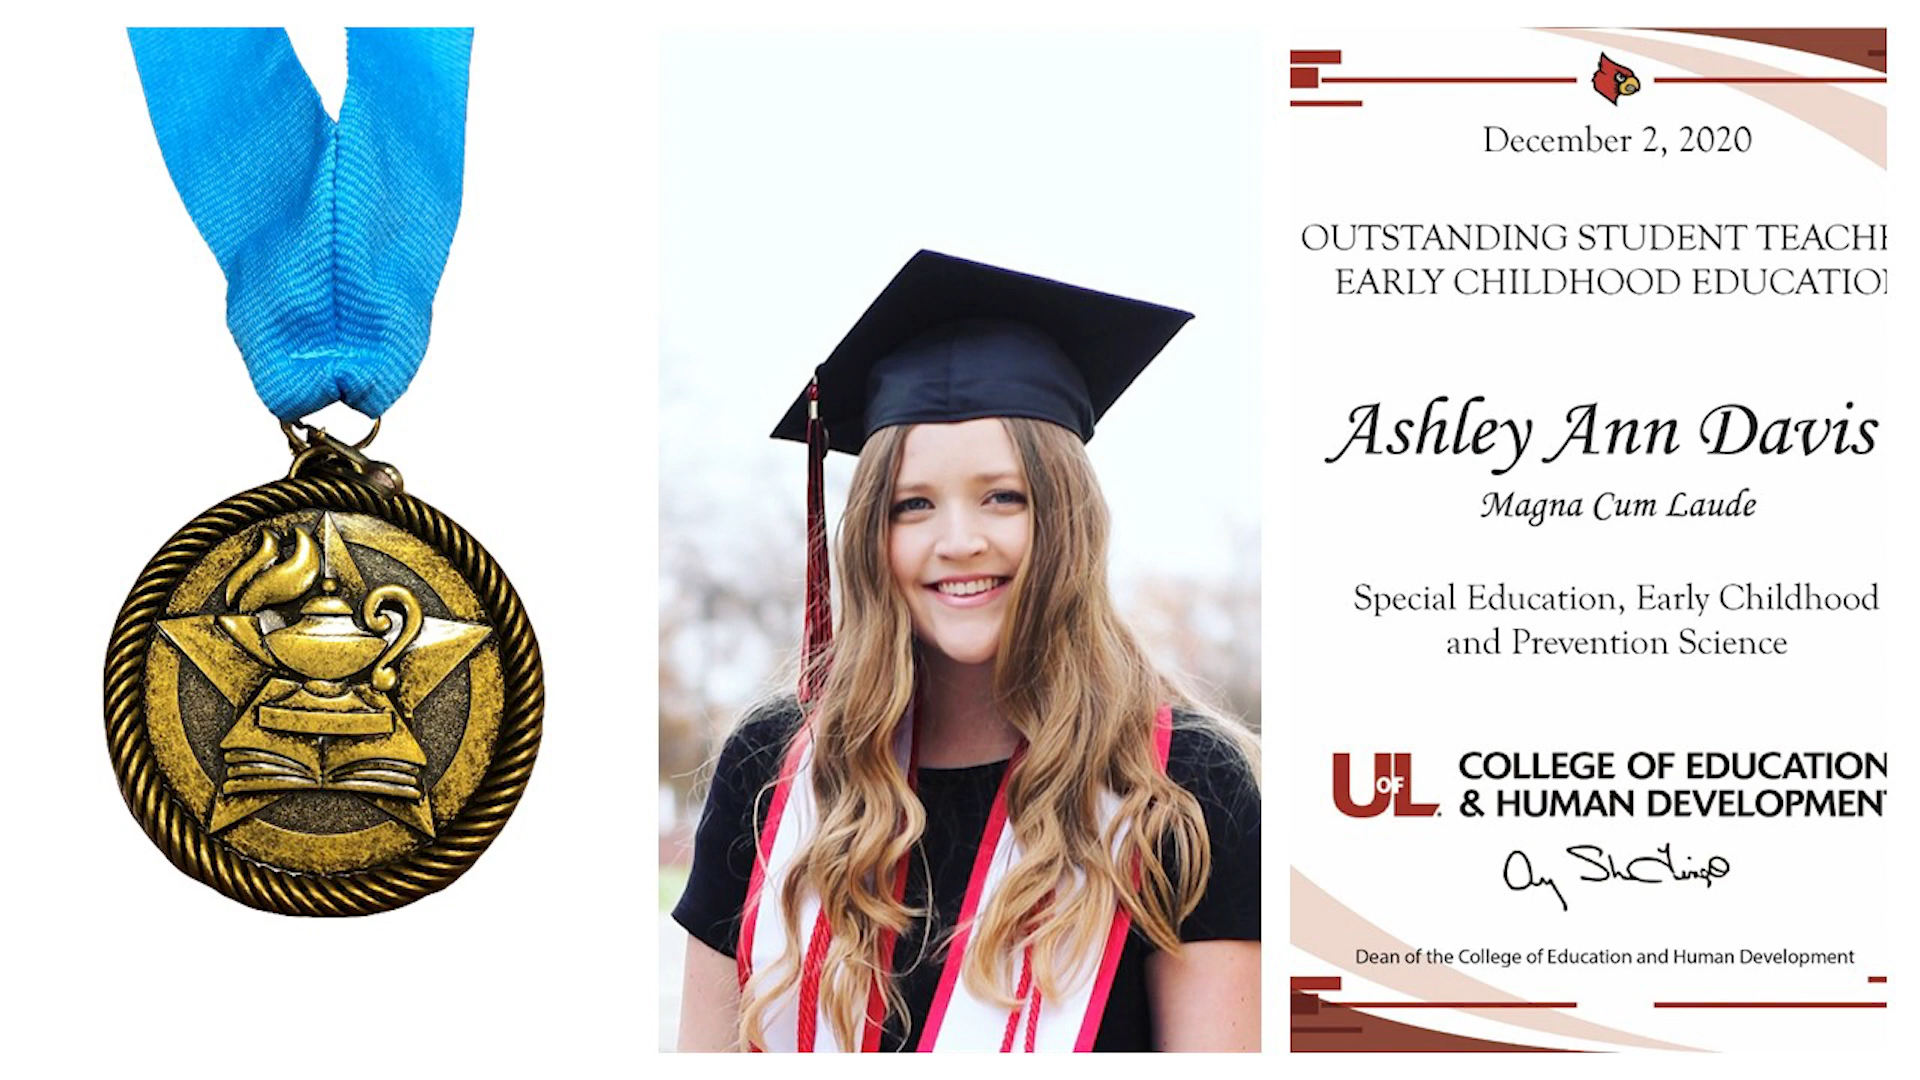 December 2, 2020
OUTSTANDING STUDENT TEACHE
EARLY CHILDHOOD EDUCATIO
Ashley Ann Davis
Magna Cum Laude
Special Education, Early Childhood
and Prevention Science
UofL.
COLLEGE OF EDUCATION
& HUMAN DEVELOPMEN
Dean of the College of Education and Human Development